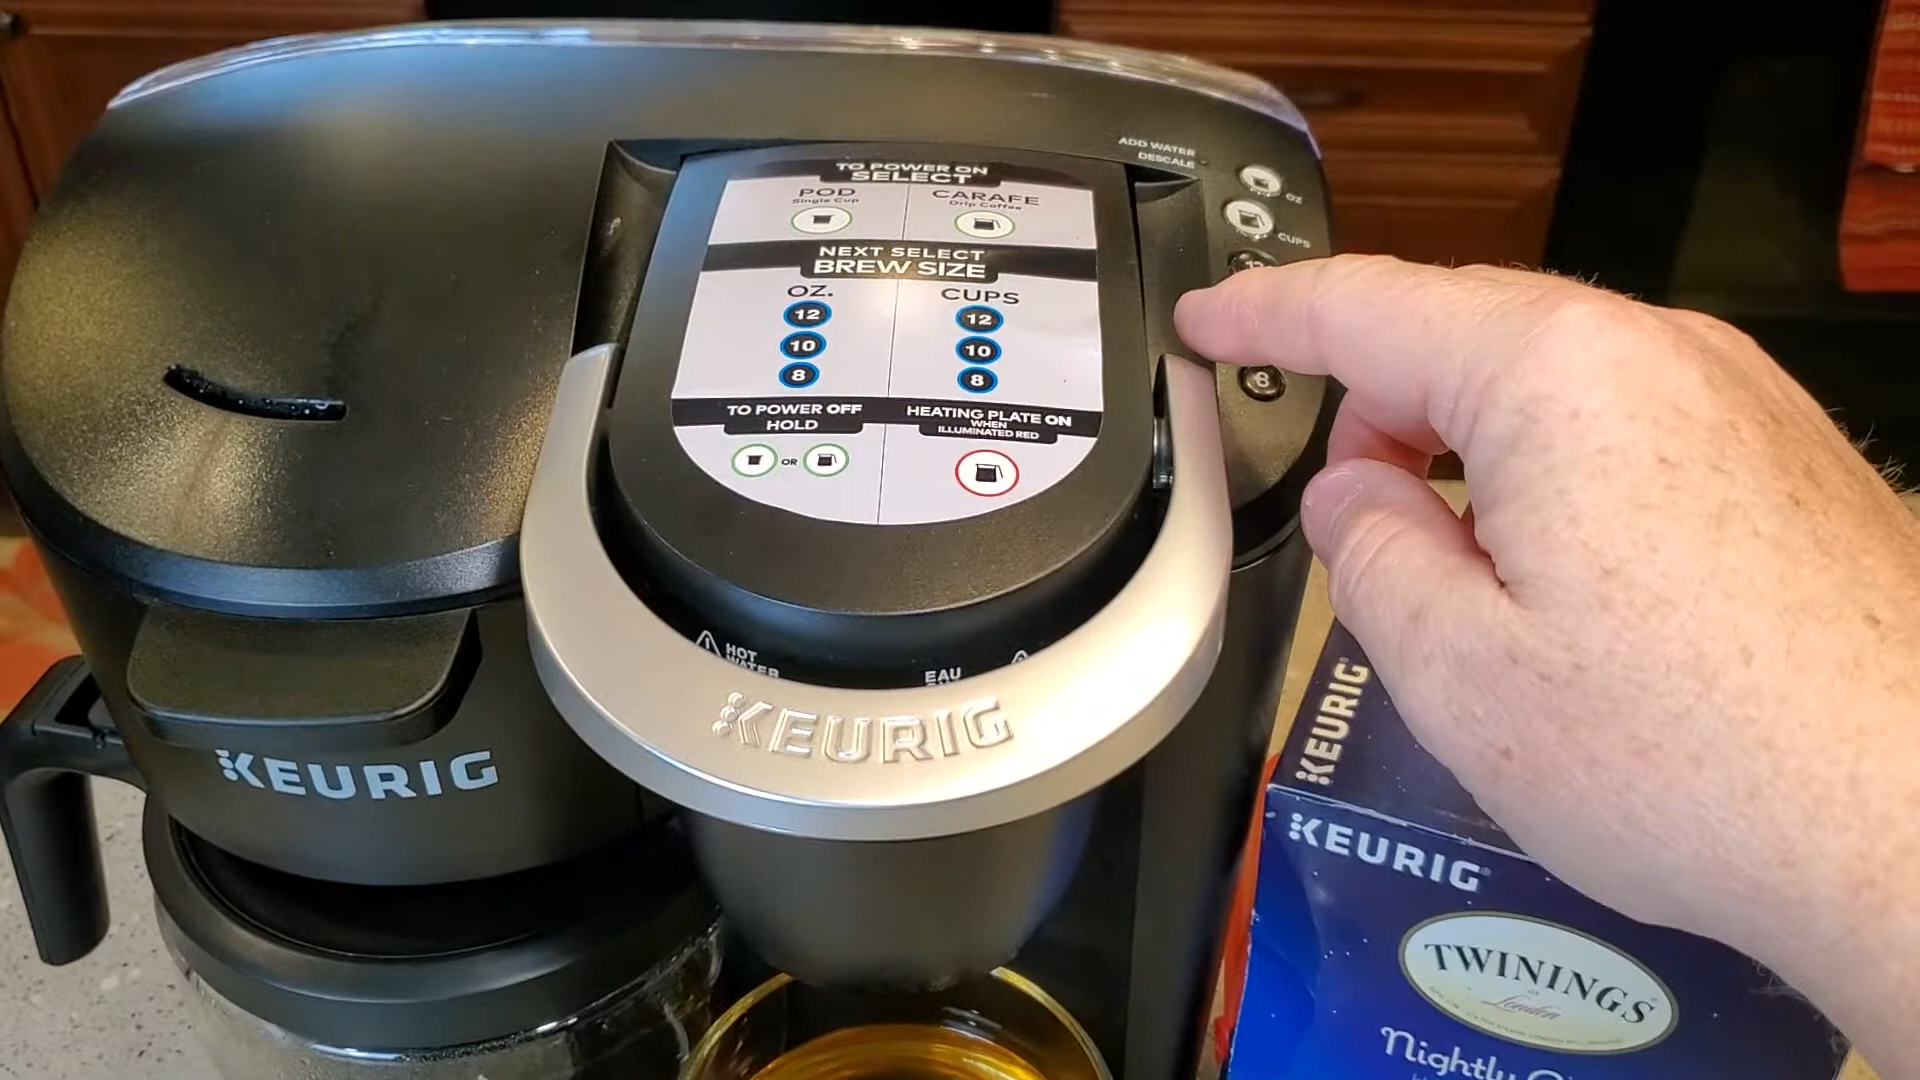 ADD WATER
DESCALE
OZ
CUPS
8
TO POWER ON
SELECT
POD
Single Cup
CARAFE
Drip Coffee
NEXT SELECT
BREW SIZE
OZ.
12
10
8
CUPS
12
10
8
TO POWER OFF
HOLD
OR
HEATING PLATE ON
WHEN
ILLUMINATED RED
HOT
WATER
EAU
KEURIG
KEURIG
KEURIG®
KEURIG®
TWININGS
of
London
Nightly